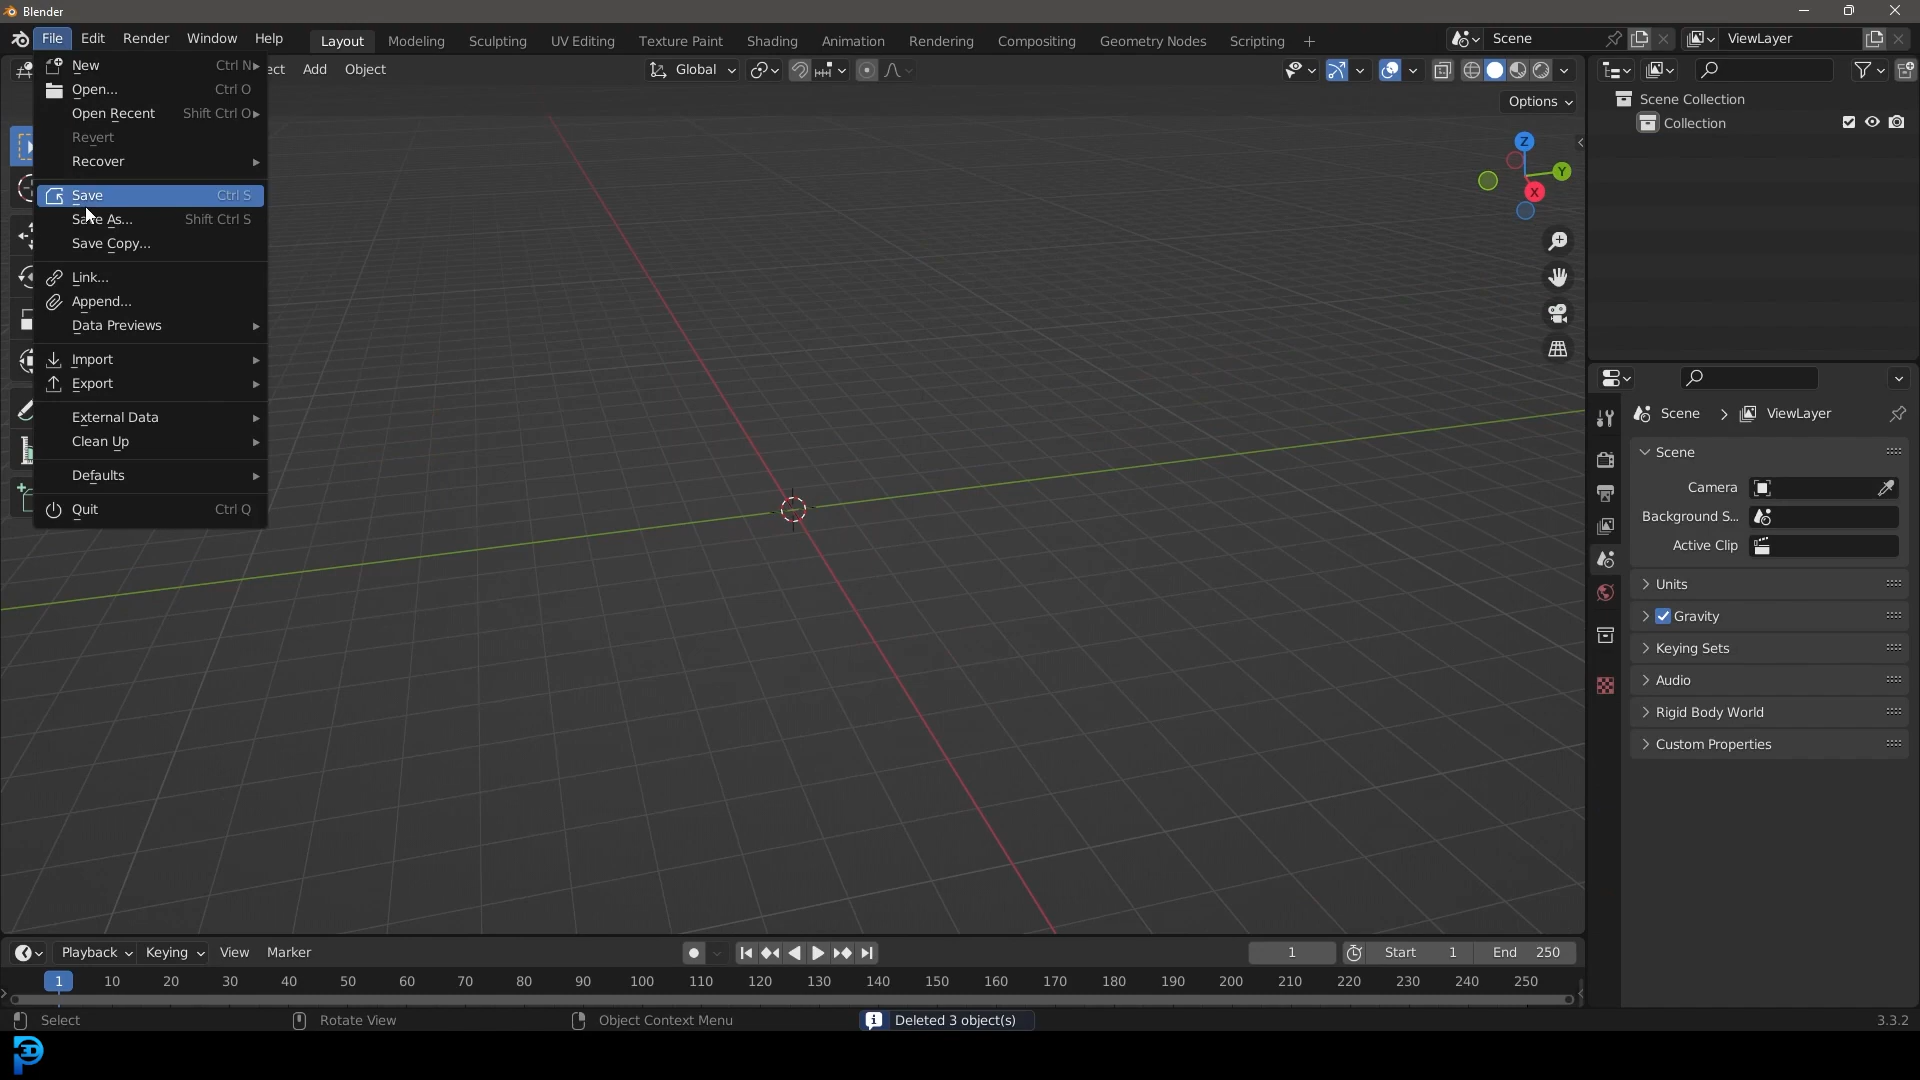 Blender
File Edit Render Window Help Layout Modeling Sculpting UV Editing Texture Paint Shading Animation Rendering Compositing Geometry Nodes Scripting + Scene ViewLayer
ect Add Object Global
Options
New Ctrl N
Open... Ctrl O
Open Recent Shift Ctrl O
Revert
Recover
Save Ctrl S
Save As... Shift Ctrl S
Save Copy...
Link...
Append...
Data Previews
Import
Export
External Data
Clean Up
Defaults
Quit Ctrl Q
Z
Y
X
Scene Collection
Collection
Scene > ViewLayer
Scene
Camera
Background S...
Active Clip
Units
Gravity
Keying Sets
Audio
Rigid Body World
Custom Properties
Playback Keying View Marker 1 Start 1 End 250
1 10 20 30 40 50 60 70 80 90 100 110 120 130 140 150 160 170 180 190 200 210 220 230 240 250
Select Rotate View Object Context Menu Deleted 3 object(s) 3.3.2
3D